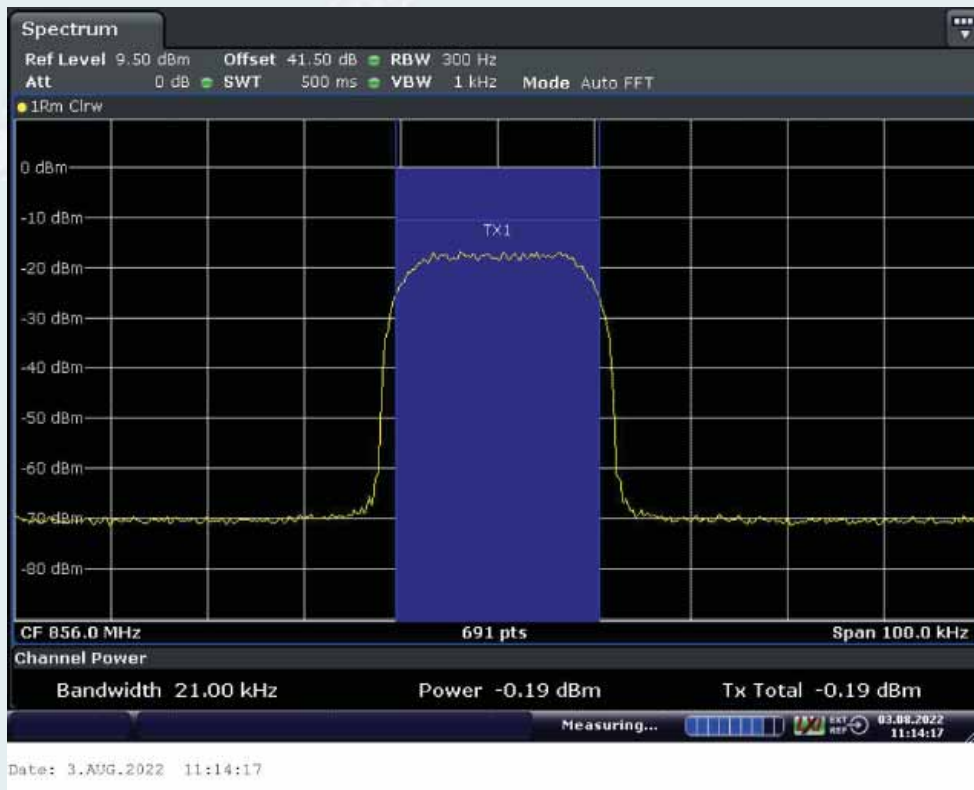 Spectrum
Ref Level 9.50 dBm Offset 41.50 dB RBW 300 Hz
Att 0 dB SWT 500 ms VBW 1 kHz Mode Auto FFT
1Rm Clrw
0 dBm
-10 dBm
TX1
-20 dBm
-30 dBm
-40 dBm
-50 dBm
-60 dBm
-70 dBm
-80 dBm
CF 856.0 MHz 691 pts Span 100.0 kHz
Channel Power
Bandwidth 21.00 kHz Power -0.19 dBm Tx Total -0.19 dBm
Measuring... LXI EXT REF 03.08.2022
11:14:17
Date: 3.AUG.2022 11:14:17